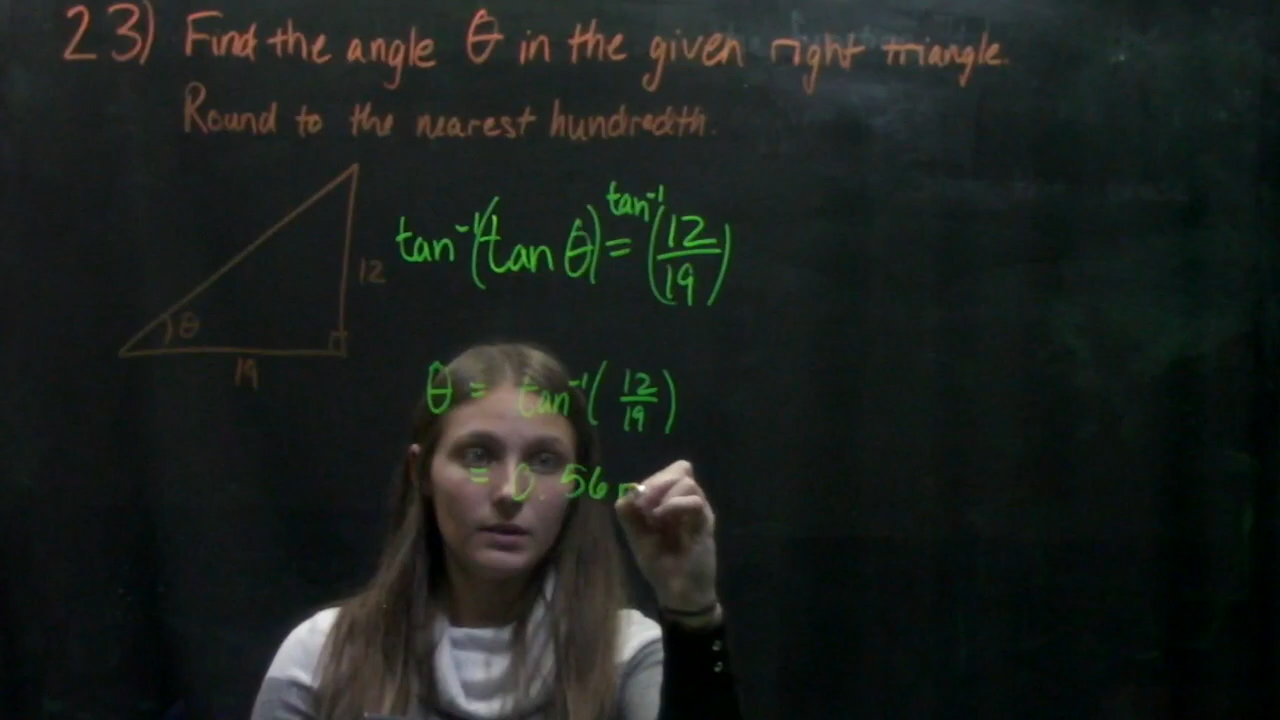 23) Find the angle θ in the given right triangle.
Round to the nearest hundredth.
tan⁻¹(tan θ) = tan⁻¹(12/19)
12
θ
19
θ = tan⁻¹(12/19)
= 0.56